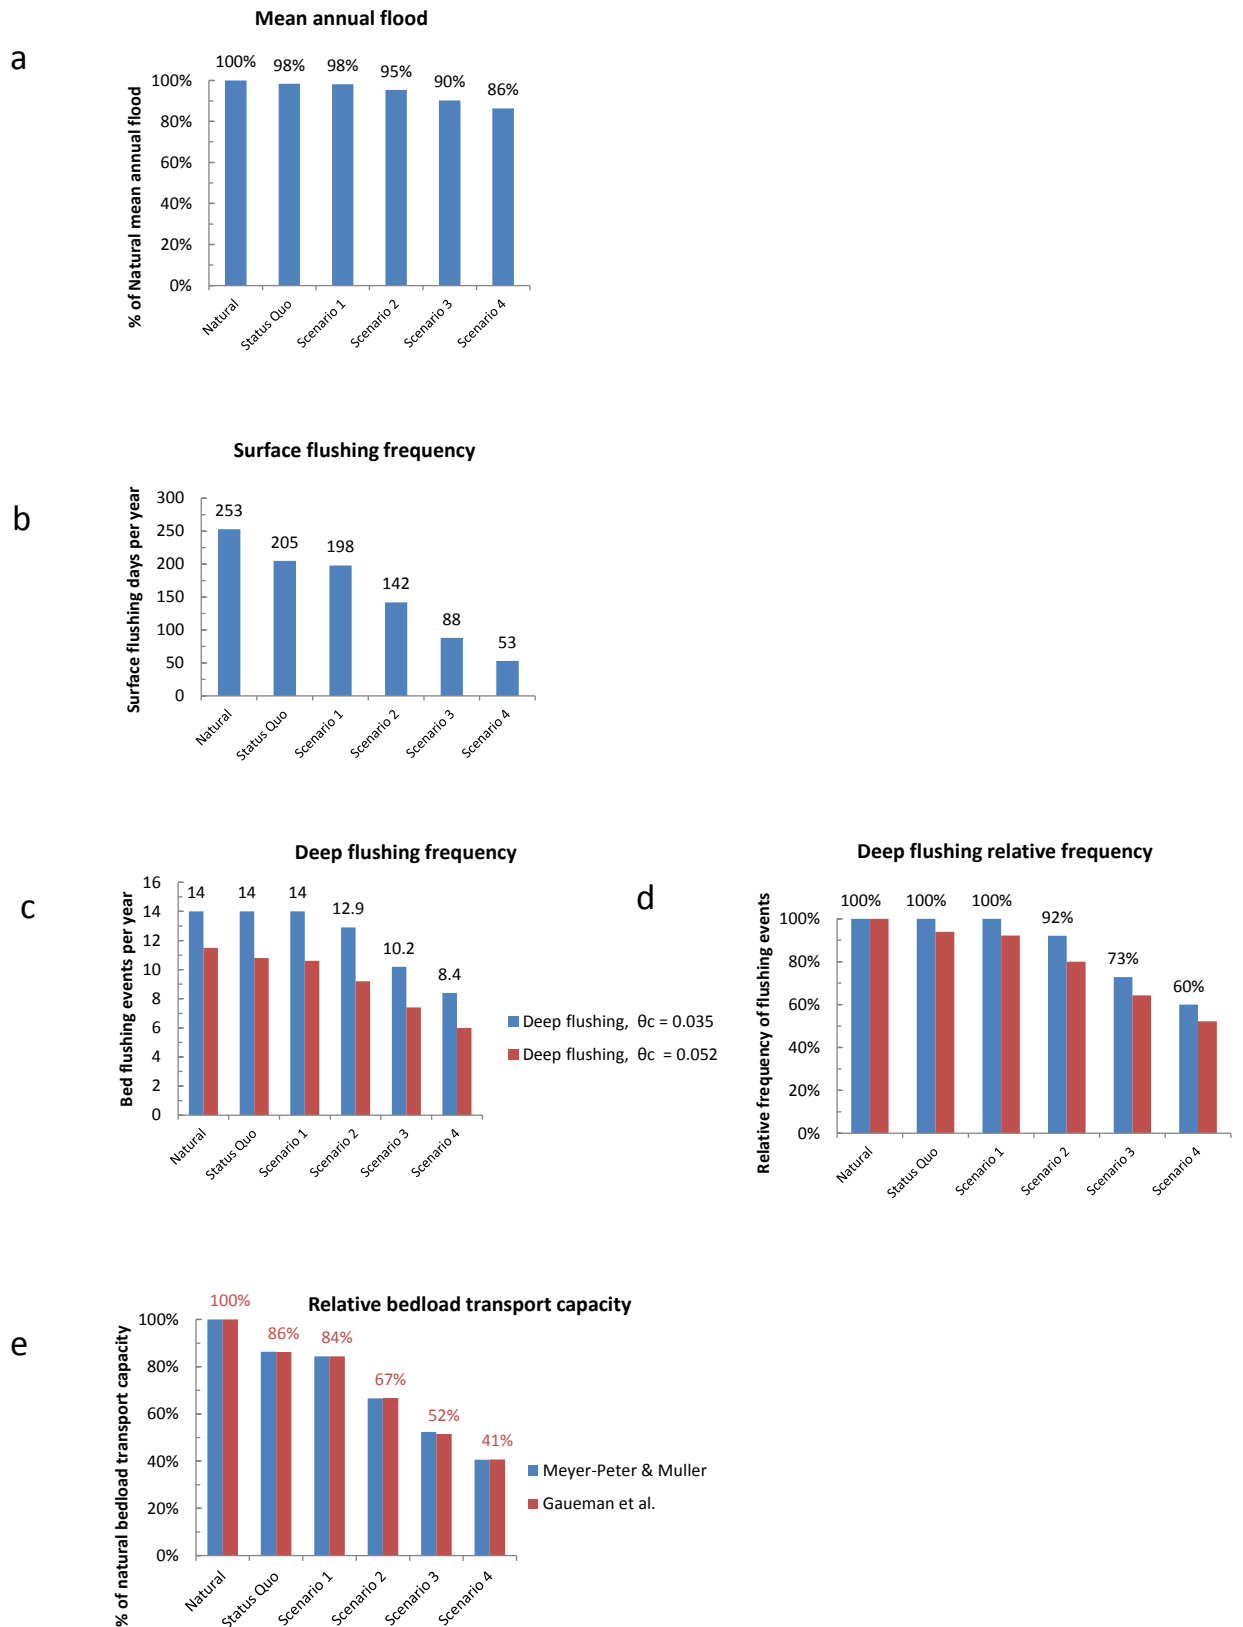 Mean annual flood
a
% of Natural mean annual flood
100%
80%
60%
40%
20%
0%
100%
98%
98%
95%
90%
86%
Natural
Status Quo
Scenario 1
Scenario 2
Scenario 3
Scenario 4
Surface flushing frequency
b
Surface flushing days per year
300
250
200
150
100
50
0
253
205
198
142
88
53
Natural
Status Quo
Scenario 1
Scenario 2
Scenario 3
Scenario 4
Deep flushing frequency
c
Bed flushing events per year
16
14
12
10
8
6
4
2
0
14
14
14
12.9
10.2
8.4
Natural
Status Quo
Scenario 1
Scenario 2
Scenario 3
Scenario 4
Deep flushing, θc = 0.035
Deep flushing, θc = 0.052
Deep flushing relative frequency
d
Relative frequency of flushing events
100%
80%
60%
40%
20%
0%
100%
100%
100%
92%
73%
60%
Natural
Status Quo
Scenario 1
Scenario 2
Scenario 3
Scenario 4
Relative bedload transport capacity
e
% of natural bedload transport capacity
100%
80%
60%
40%
20%
0%
100%
86%
84%
67%
52%
41%
Natural
Status Quo
Scenario 1
Scenario 2
Scenario 3
Scenario 4
Meyer-Peter & Muller
Gaueman et al.